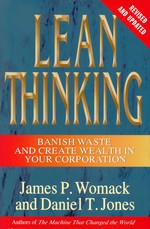 REVISED
AND UPDATED
LEAN
THINKING
BANISH WASTE
AND CREATE WEALTH IN
YOUR CORPORATION
James P. Womack
and Daniel T. Jones
Authors of The Machine That Changed the World